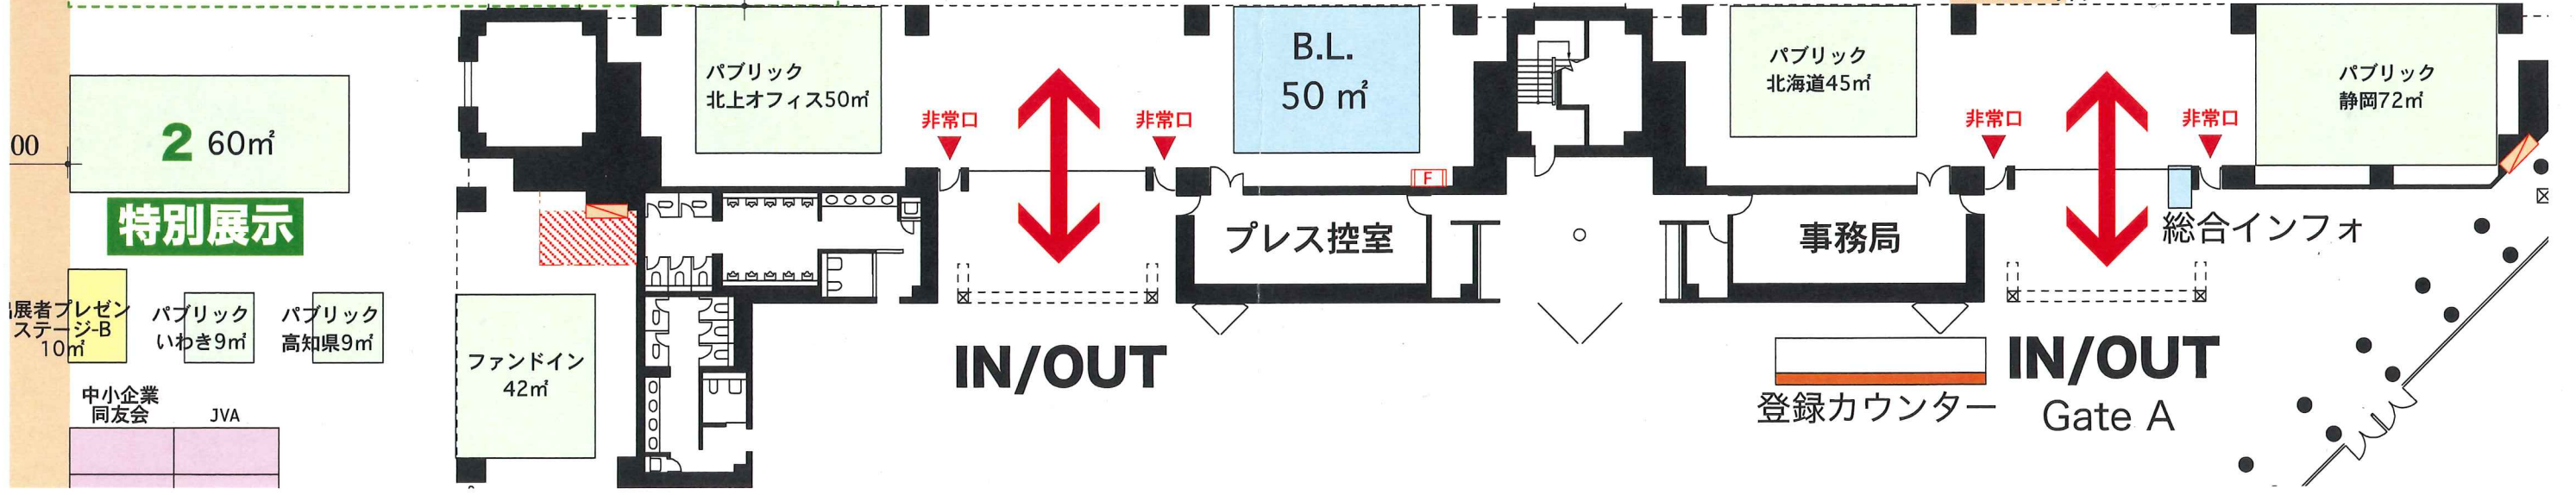 00
2 60㎡
特別展示
出展者プレゼン
ステージ-B
10㎡
パブリック
いわき9㎡
パブリック
高知県9㎡
中小企業
同友会
JVA
ファンドイン
42㎡
パブリック
北上オフィス50㎡
非常口
非常口
IN/OUT
B.L.
50 ㎡
F
プレス控室
パブリック
北海道45㎡
事務局
登録カウンター
非常口
非常口
総合インフォ
IN/OUT
Gate A
パブリック
静岡72㎡